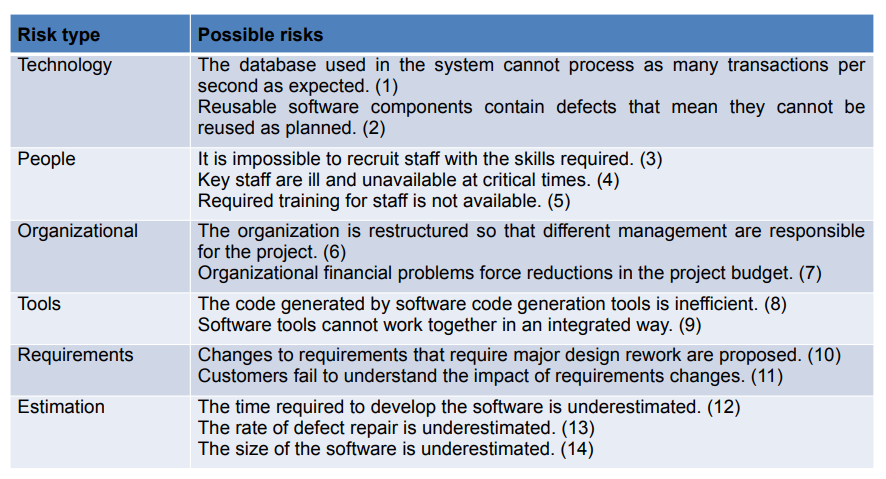 Risk type Possible risks
Technology The database used in the system cannot process as many transactions per
second as expected. (1)
Reusable software components contain defects that mean they cannot be
reused as planned. (2)
People It is impossible to recruit staff with the skills required. (3)
Key staff are ill and unavailable at critical times. (4)
Required training for staff is not available. (5)
Organizational The organization is restructured so that different management are responsible
for the project. (6)
Organizational financial problems force reductions in the project budget. (7)
Tools The code generated by software code generation tools is inefficient. (8)
Software tools cannot work together in an integrated way. (9)
Requirements Changes to requirements that require major design rework are proposed. (10)
Customers fail to understand the impact of requirements changes. (11)
Estimation The time required to develop the software is underestimated. (12)
The rate of defect repair is underestimated. (13)
The size of the software is underestimated. (14)